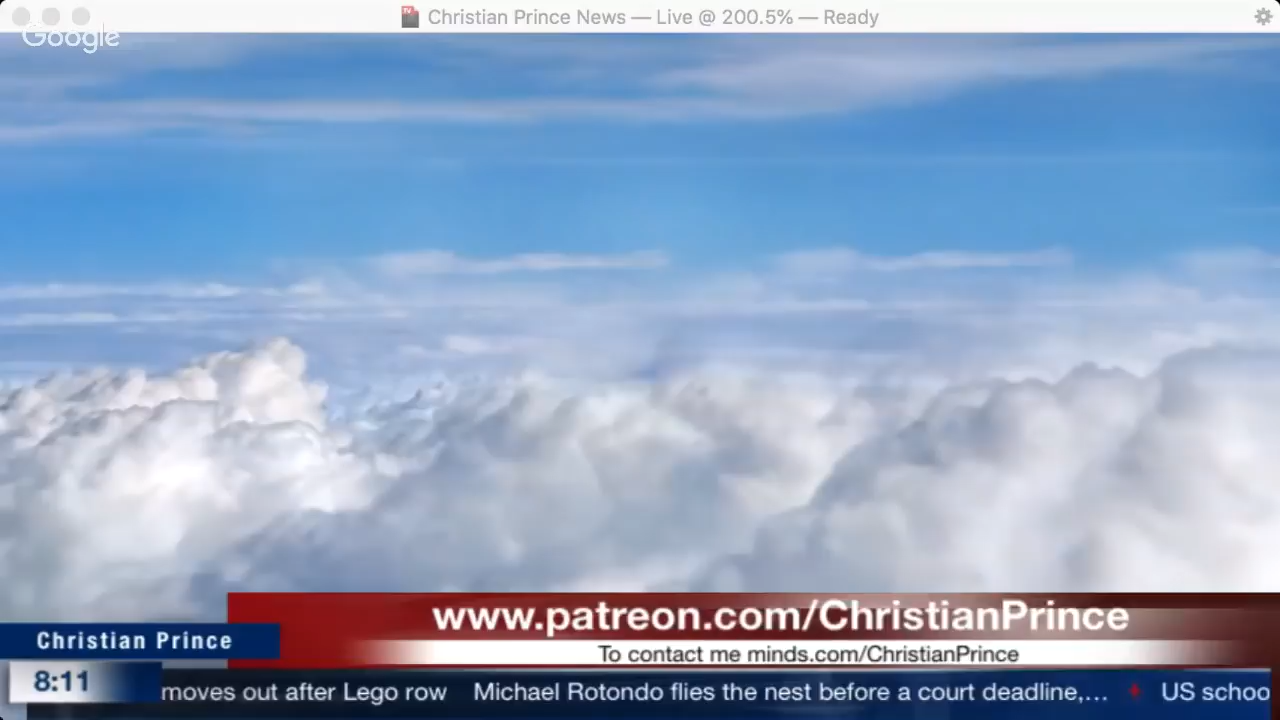 Christian Prince News — Live @ 200.5% — Ready
Google
www.patreon.com/ChristianPrince
Christian Prince
To contact me minds.com/ChristianPrince
8:11
moves out after Lego row Michael Rotondo flies the nest before a court deadline,... US schoo